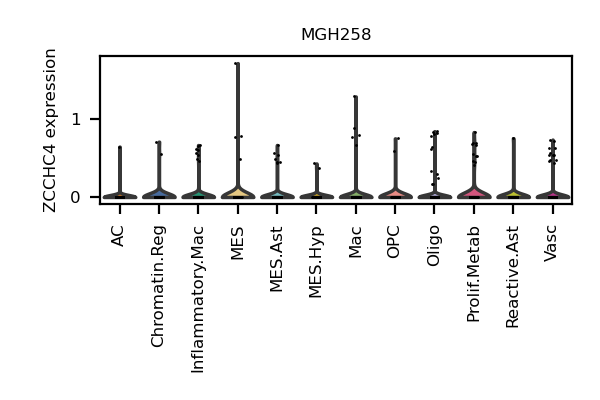 MGH258
ZCCHC4 expression
1
0
AC
Chromatin.Reg
Inflammatory.Mac
MES
MES.Ast
MES.Hyp
Mac
OPC
Oligo
Prolif.Metab
Reactive.Ast
Vasc